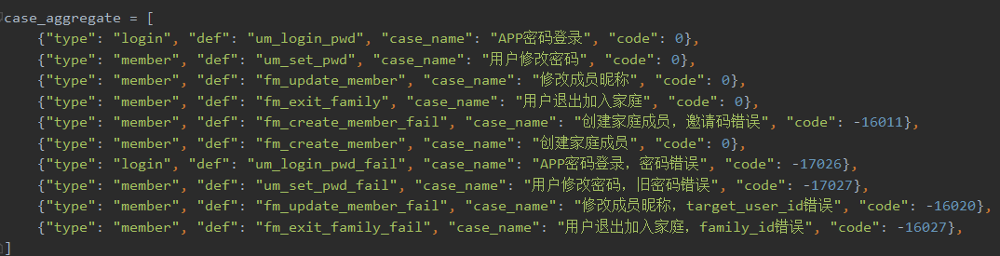 case_aggregate = [
{"type": "login", "def": "um_login_pwd", "case_name": "APP密码登录", "code": 0},
{"type": "member", "def": "um_set_pwd", "case_name": "用户修改密码", "code": 0},
{"type": "member", "def": "fm_update_member", "case_name": "修改成员昵称", "code": 0},
{"type": "member", "def": "fm_exit_family", "case_name": "用户退出加入家庭", "code": 0},
{"type": "member", "def": "fm_create_member_fail", "case_name": "创建家庭成员，邀请码错误", "code": -16011},
{"type": "member", "def": "fm_create_member", "case_name": "创建家庭成员", "code": 0},
{"type": "login", "def": "um_login_pwd_fail", "case_name": "APP密码登录，密码错误", "code": -17026},
{"type": "member", "def": "um_set_pwd_fail", "case_name": "用户修改密码，旧密码错误", "code": -17027},
{"type": "member", "def": "fm_update_member_fail", "case_name": "修改成员昵称，target_user_id错误", "code": -16020},
{"type": "member", "def": "fm_exit_family_fail", "case_name": "用户退出加入家庭，family_id错误", "code": -16027},
]